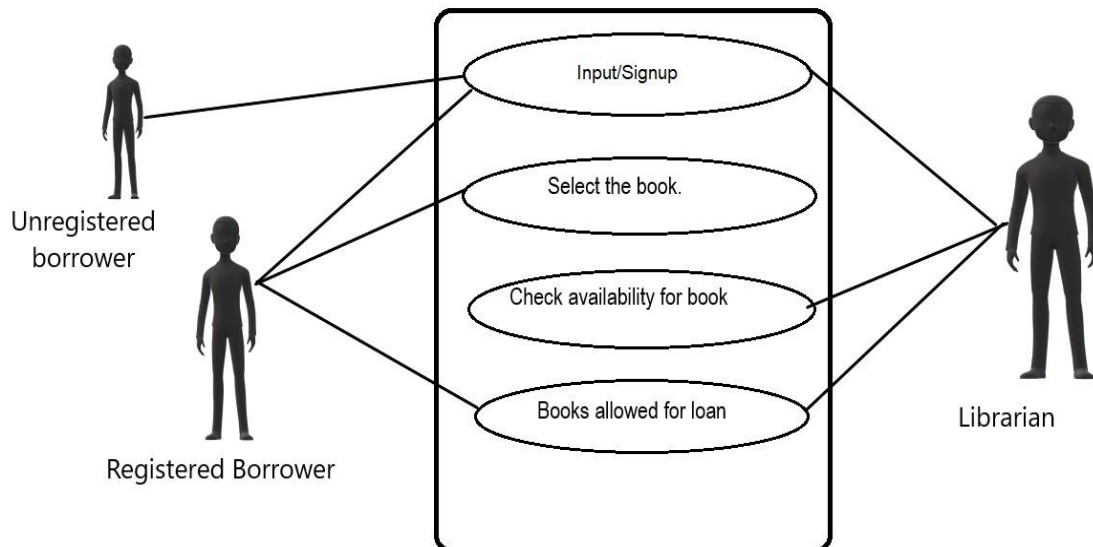 Input/Signup
Select the book.
Check availability for book
Books allowed for loan
Unregistered
borrower
Registered Borrower
Librarian